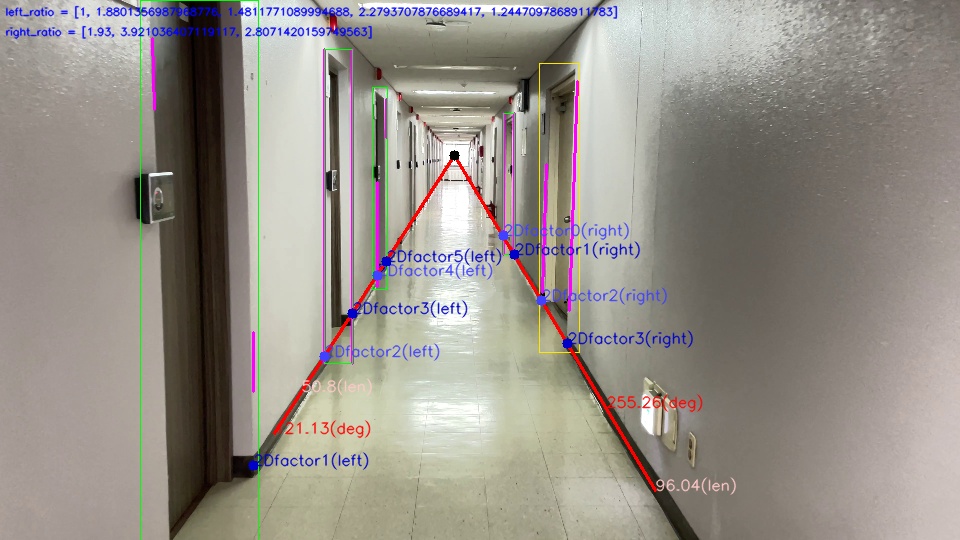 left_ratio = [1, 1.8801356987968776, 1.4811771089994688, 2.2793707876689417, 1.2447097868911783]
right_ratio = [1.93, 3.921036407119117, 2.8071420159749563]
2Dfactor0(right)
2Dfactor1(right)
2Dfactor5(left)
2Dfactor4(left)
2Dfactor2(right)
2Dfactor3(left)
2Dfactor3(right)
2Dfactor2(left)
50.8(len)
255.26(deg)
21.13(deg)
2Dfactor1(left)
96.04(len)